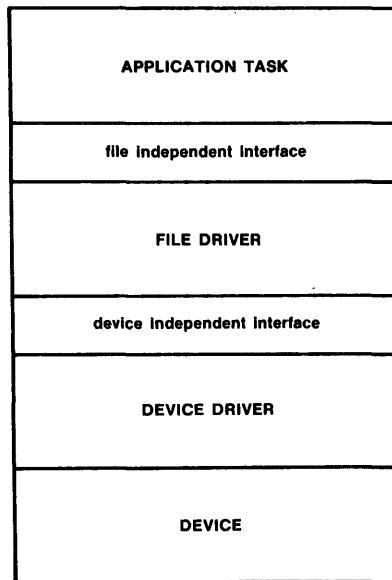 APPLICATION TASK
file independent interface
FILE DRIVER
device independent interface
DEVICE DRIVER
DEVICE